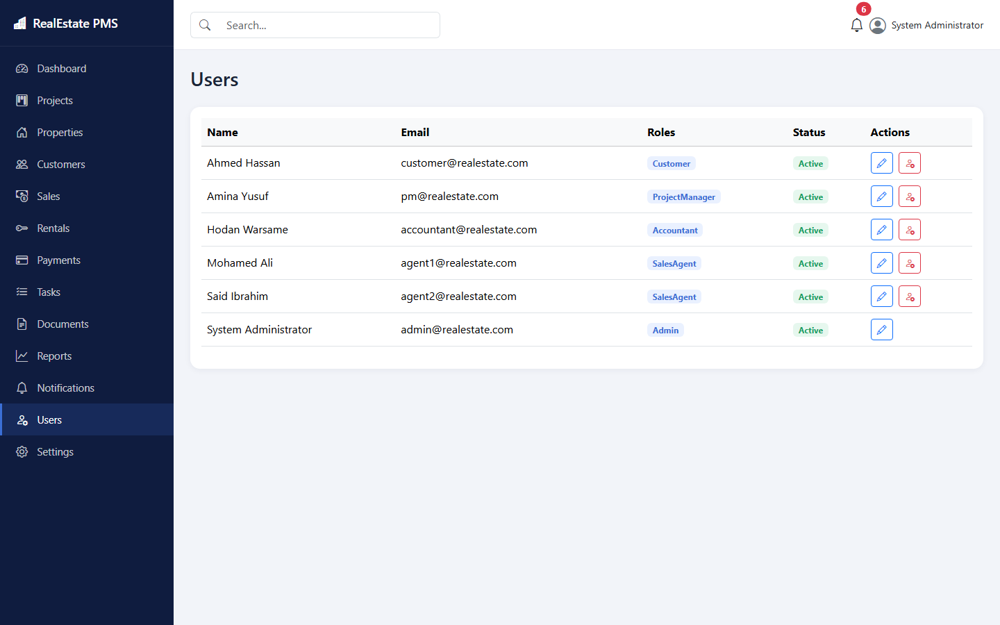 RealEstate PMS
Search...
6
System Administrator
Dashboard
Projects
Properties
Customers
Sales
Rentals
Payments
Tasks
Documents
Reports
Notifications
Users
Settings
Users
Name Email Roles Status Actions
Ahmed Hassan customer@realestate.com Customer Active
Amina Yusuf pm@realestate.com ProjectManager Active
Hodan Warsame accountant@realestate.com Accountant Active
Mohamed Ali agent1@realestate.com SalesAgent Active
Said Ibrahim agent2@realestate.com SalesAgent Active
System Administrator admin@realestate.com Admin Active